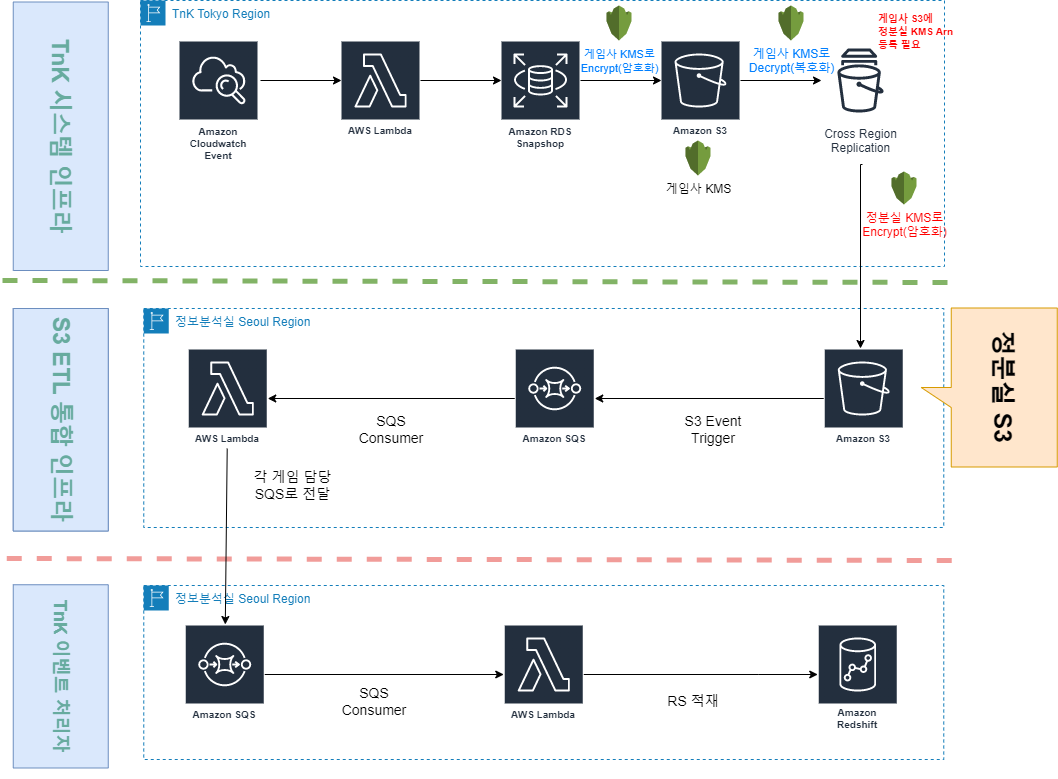 TnK 시스템 인프라
TnK Tokyo Region
Amazon
Cloudwatch
Event
AWS Lambda
Amazon RDS
Snapshop
게임사 KMS로
Encrypt(암호화)
Amazon S3
게임사 KMS
게임사 KMS로
Decrypt(복호화)
게임사 S3에
정분실 KMS Arn
등록 필요
Cross Region
Replication
정분실 KMS로
Encrypt(암호화)
S3 ETL 통합 인프라
정보분석실 Seoul Region
AWS Lambda
SQS
Consumer
Amazon SQS
S3 Event
Trigger
Amazon S3
정분실 S3
각 게임 담당
SQS로 전달
TnK 이벤트 처리자
정보분석실 Seoul Region
Amazon SQS
SQS
Consumer
AWS Lambda
RS 적재
Amazon
Redshift